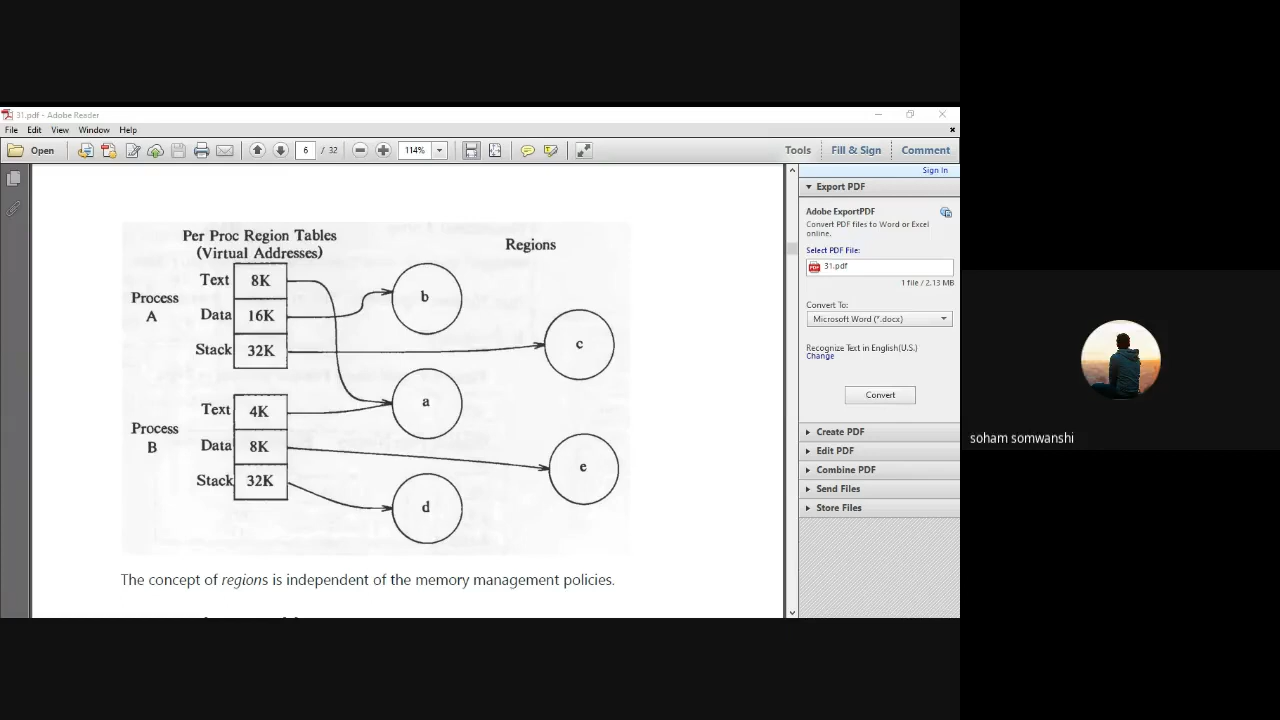 31.pdf - Adobe Reader
File Edit View Window Help
Open 6 / 32 114% Tools Fill & Sign Comment
Sign In
Export PDF
Adobe ExportPDF
Convert PDF files to Word or Excel
online.
Select PDF File:
31.pdf
1 file / 2.13 MB
Convert To:
Microsoft Word (*.docx)
Recognize Text in English(U.S.)
Change
Convert
Create PDF
Edit PDF
Combine PDF
Send Files
Store Files
Per Proc Region Tables
(Virtual Addresses)
Regions
Process
A
Text 8K
Data 16K
Stack 32K
b
c
a
Process
B
Text 4K
Data 8K
Stack 32K
e
d
The concept of regions is independent of the memory management policies.
soham somwanshi